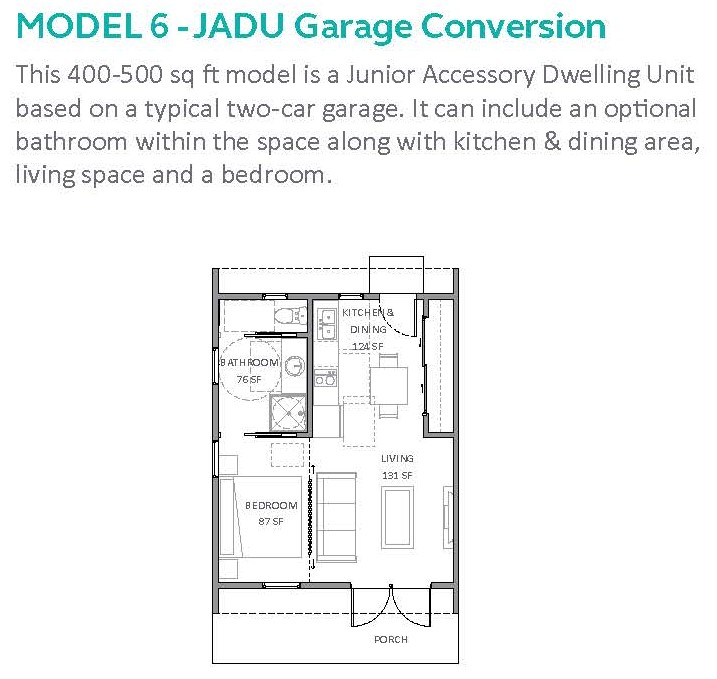 MODEL 6 - JADU Garage Conversion
This 400-500 sq ft model is a Junior Accessory Dwelling Unit
based on a typical two-car garage. It can include an optional
bathroom within the space along with kitchen & dining area,
living space and a bedroom.
KITCHEN &
DINING
124 SF
BATHROOM
76 SF
LIVING
131 SF
BEDROOM
87 SF
PORCH